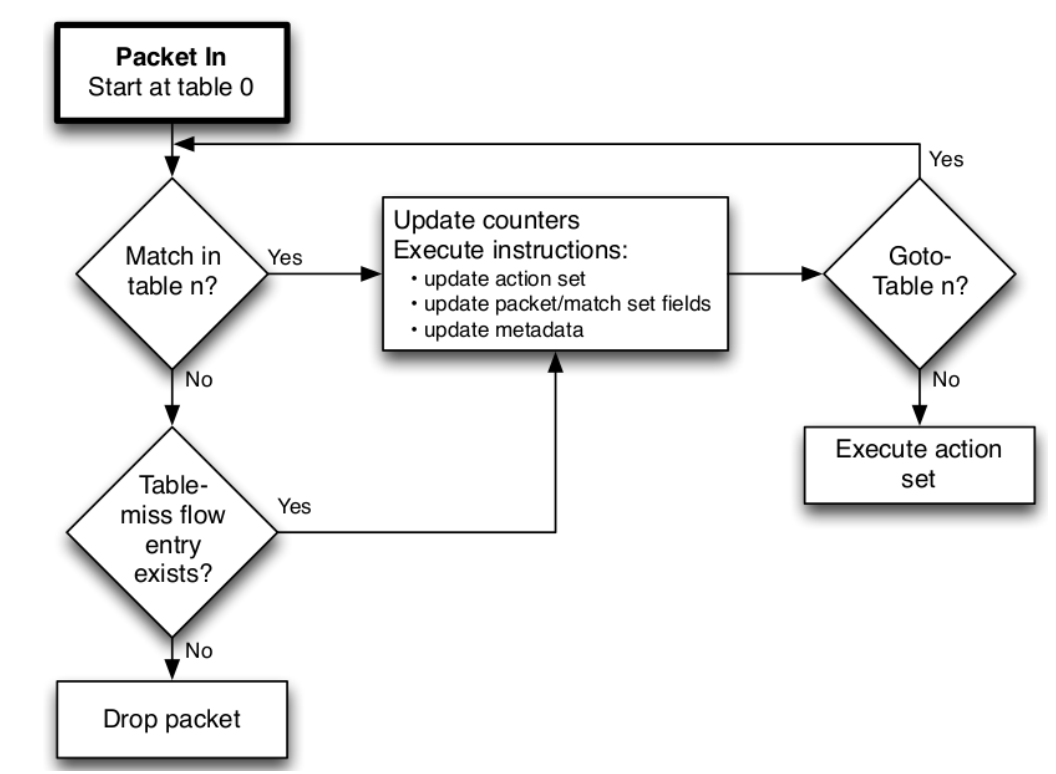 Packet In
Start at table 0
Yes
Match in
table n?
Yes
Update counters
Execute instructions:
• update action set
• update packet/match set fields
• update metadata
Goto-
Table n?
No
No
Execute action
set
Table-
miss flow
entry
exists?
Yes
No
Drop packet